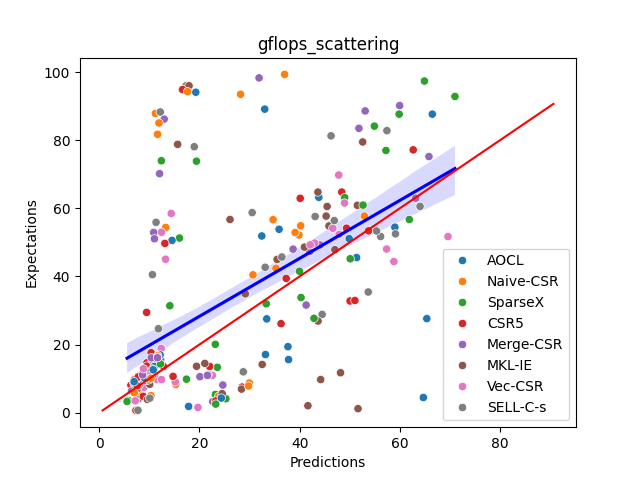 gflops_scattering
Expectations
100
80
60
40
20
0
0 20 40 60 80
Predictions
AOCL
Naive-CSR
SparseX
CSR5
Merge-CSR
MKL-IE
Vec-CSR
SELL-C-s